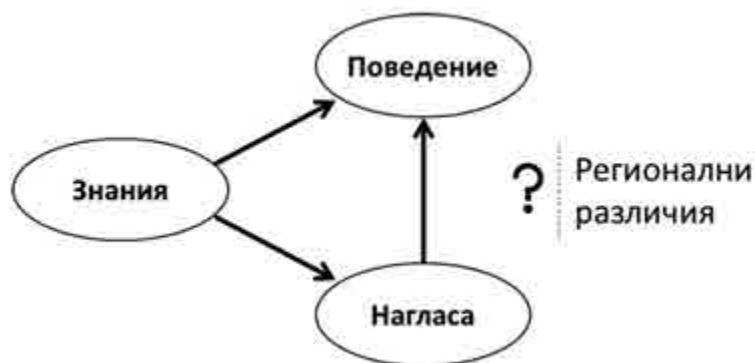 Поведение
Знания
?
Регионални
различия
Нагласа